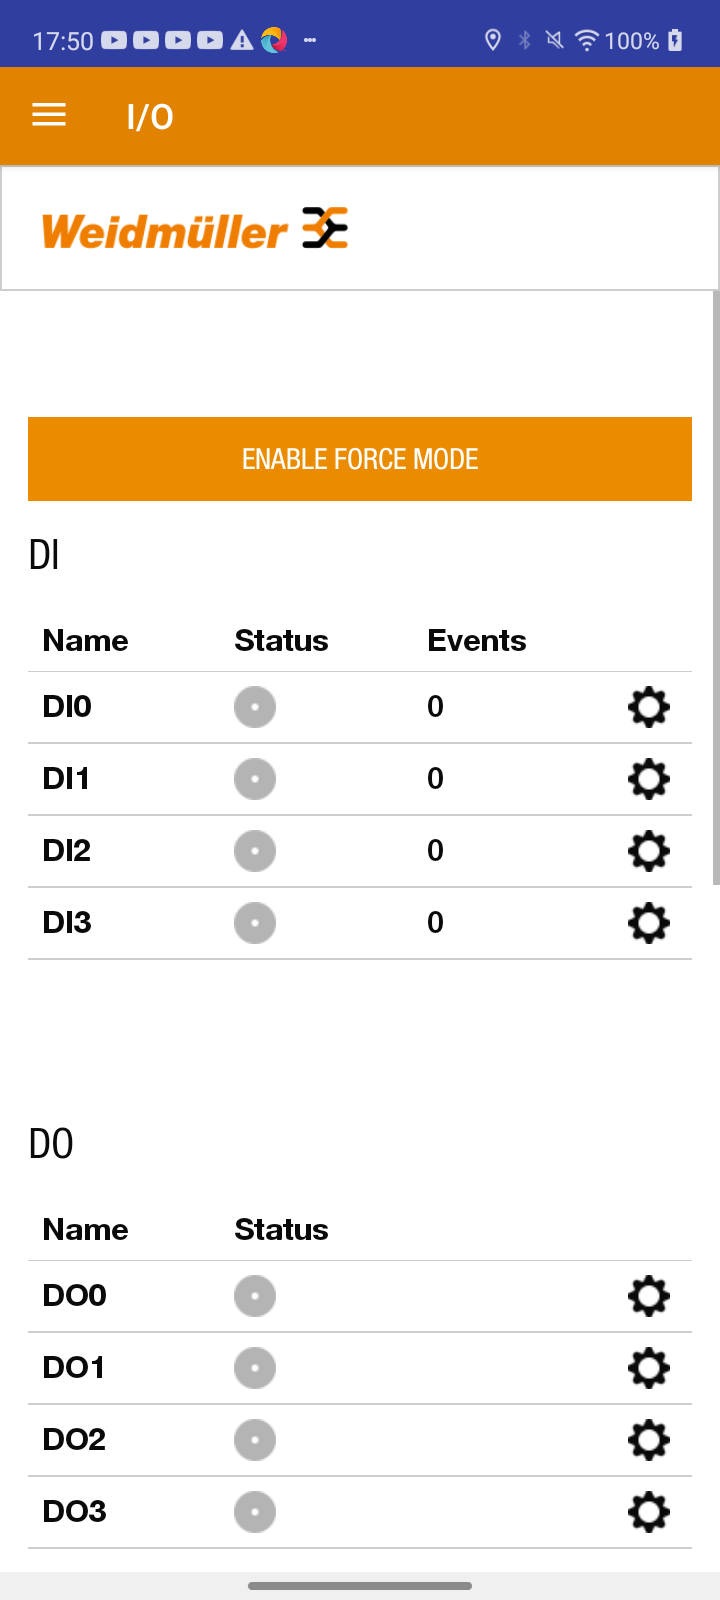 17:50 100%
I/O
Weidmüller
ENABLE FORCE MODE
DI
Name Status Events
DI0 0
DI1 0
DI2 0
DI3 0
DO
Name Status
DO0
DO1
DO2
DO3